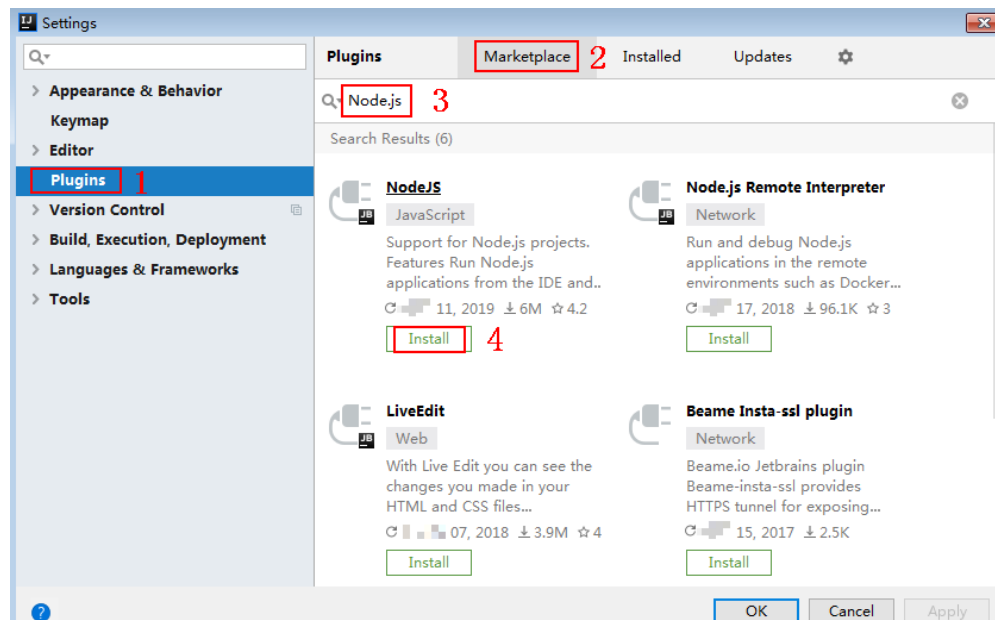 Settings
Plugins Marketplace 2 Installed Updates
Appearance & Behavior
Keymap
Editor
Plugins 1
Version Control
Build, Execution, Deployment
Languages & Frameworks
Tools
Node.js 3
Search Results (6)
NodeJS
JavaScript
Support for Node.js projects.
Features Run Node.js
applications from the IDE and..
11, 2019 6M 4.2
Install 4
Node.js Remote Interpreter
Network
Run and debug Node.js
applications in the remote
environments such as Docker...
17, 2018 96.1K 3
Install
LiveEdit
Web
With Live Edit you can see the
changes you made in your
HTML and CSS files...
07, 2018 3.9M 4
Install
Beame Insta-ssl plugin
Network
Beame.io Jetbrains plugin
Beame-insta-ssl provides
HTTPS tunnel for exposing...
15, 2017 2.5K
Install
? OK Cancel Apply